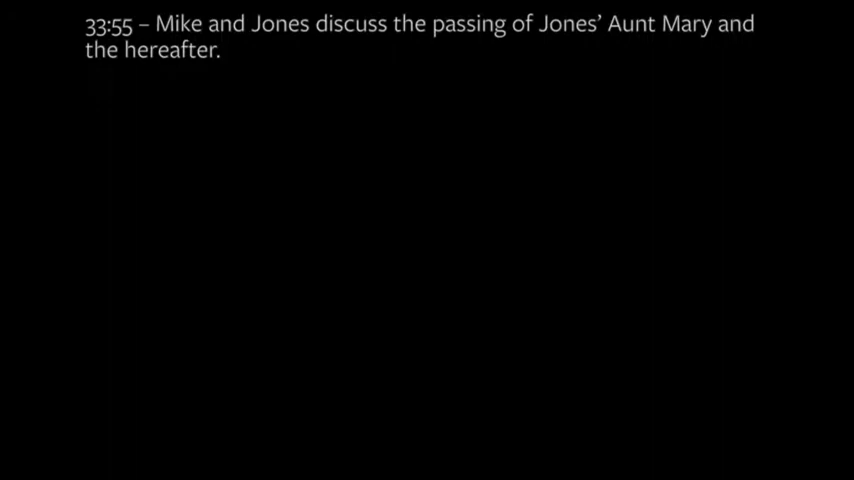 33:55 – Mike and Jones discuss the passing of Jones’ Aunt Mary and
the hereafter.